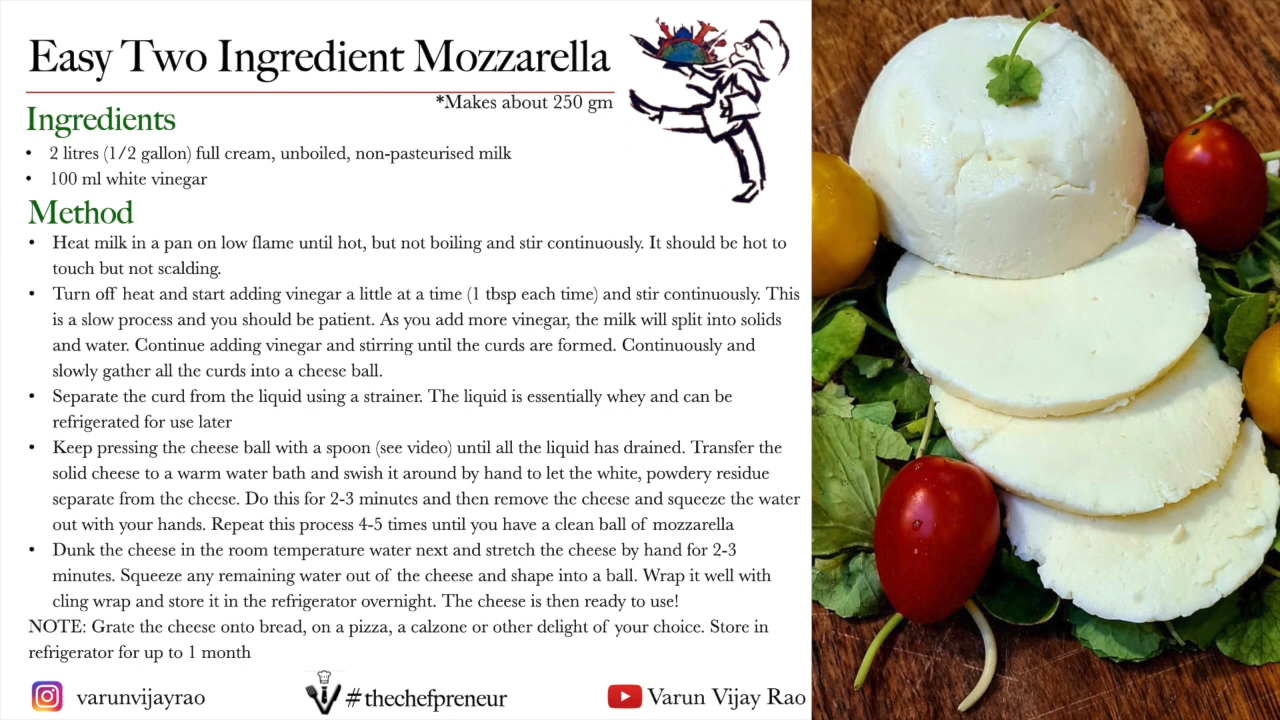 Easy Two Ingredient Mozzarella
*Makes about 250 gm
Ingredients
• 2 litres (1/2 gallon) full cream, unboiled, non-pasteurised milk
• 100 ml white vinegar
Method
• Heat milk in a pan on low flame until hot, but not boiling and stir continuously. It should be hot to
touch but not scalding.
• Turn off heat and start adding vinegar a little at a time (1 tbsp each time) and stir continuously. This
is a slow process and you should be patient. As you add more vinegar, the milk will split into solids
and water. Continue adding vinegar and stirring until the curds are formed. Continuously and
slowly gather all the curds into a cheese ball.
• Separate the curd from the liquid using a strainer. The liquid is essentially whey and can be
refrigerated for use later
• Keep pressing the cheese ball with a spoon (see video) until all the liquid has drained. Transfer the
solid cheese to a warm water bath and swish it around by hand to let the white, powdery residue
separate from the cheese. Do this for 2-3 minutes and then remove the cheese and squeeze the water
out with your hands. Repeat this process 4-5 times until you have a clean ball of mozzarella
• Dunk the cheese in the room temperature water next and stretch the cheese by hand for 2-3
minutes. Squeeze any remaining water out of the cheese and shape into a ball. Wrap it well with
cling wrap and store it in the refrigerator overnight. The cheese is then ready to use!
NOTE: Grate the cheese onto bread, on a pizza, a calzone or other delight of your choice. Store in
refrigerator for up to 1 month
varunvijayrao
#thechefpreneur
Varun Vijay Rao